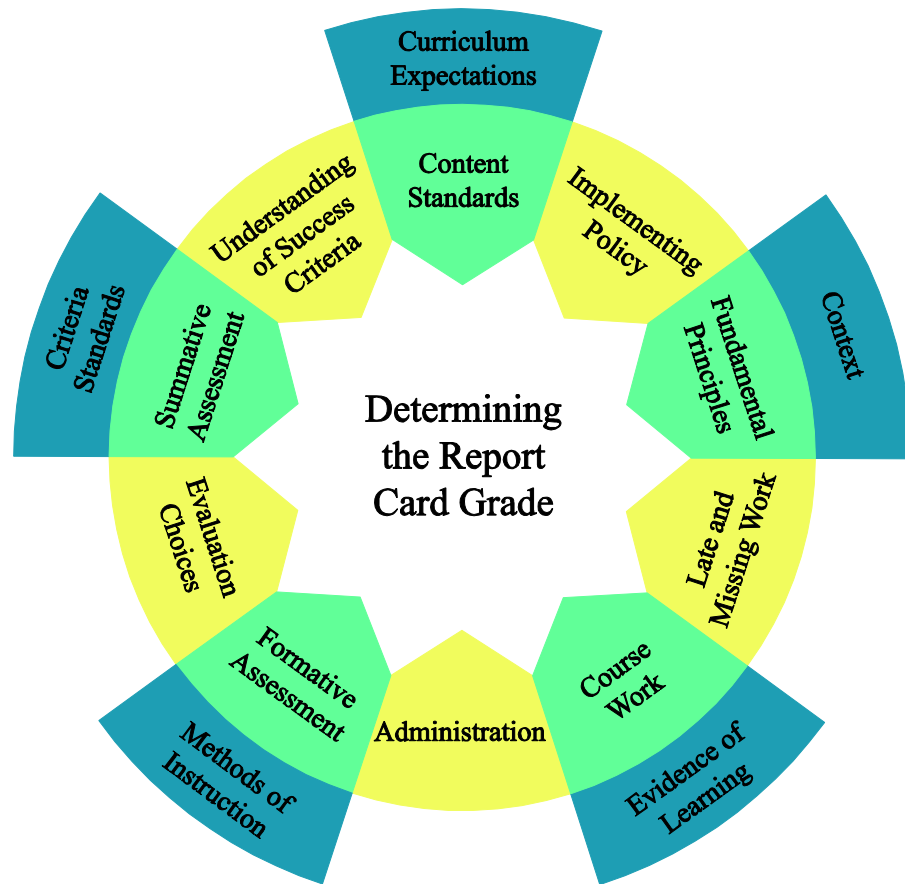 Curriculum
Expectations
Content
Standards
Implementing
Policy
Context
Fundamental
Principles
Late and
Missing Work
Evidence of
Learning
Course
Work
Administration
Methods of
Instruction
Formative
Assessment
Evaluation
Choices
Criteria
Standards
Summative
Assessment
Understanding
of Success
Criteria
Determining
the Report
Card Grade